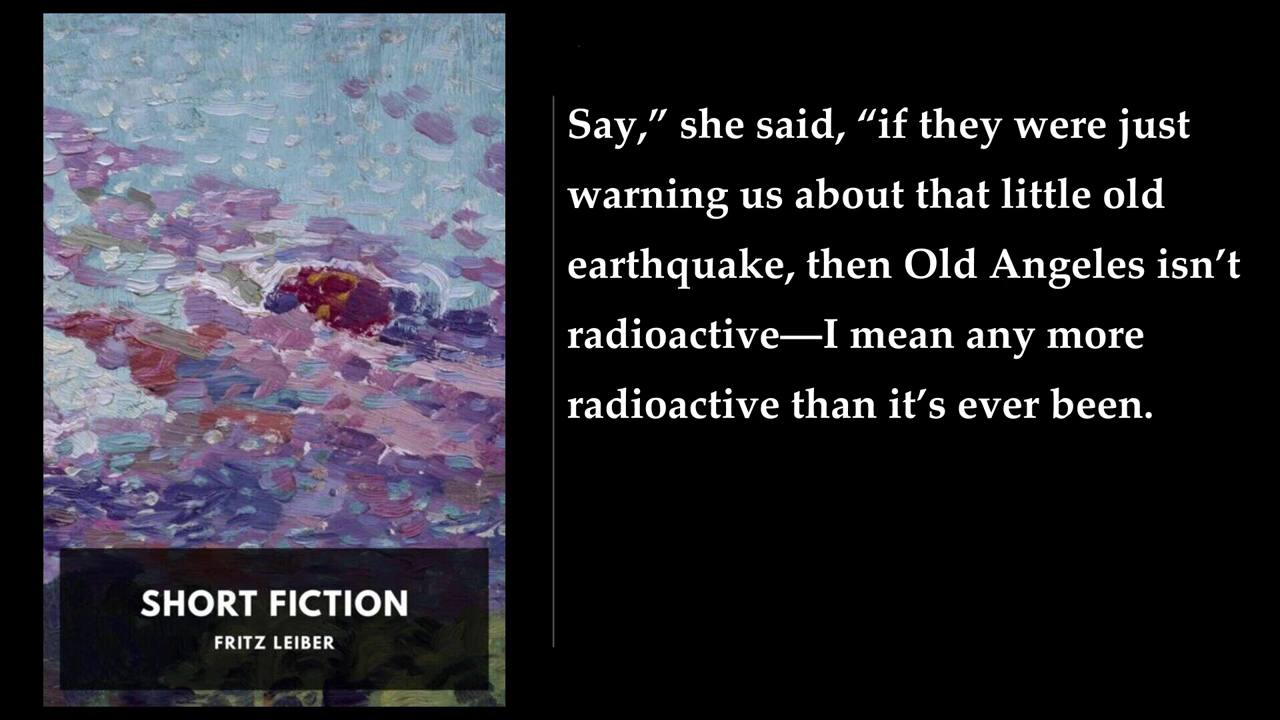 Say,” she said, “if they were just
warning us about that little old
earthquake, then Old Angeles isn’t
radioactive—I mean any more
radioactive than it’s ever been.
SHORT FICTION
FRITZ LEIBER